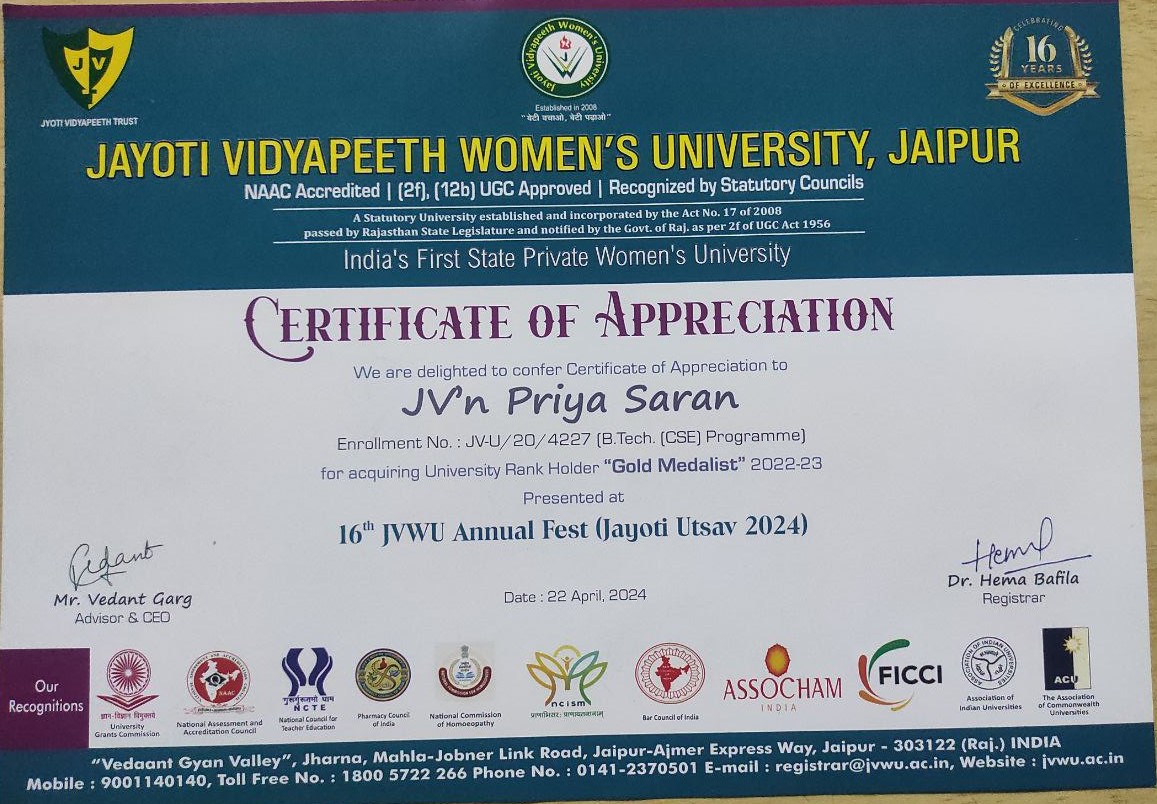 JV
J
JYOTI VIDYAPEETH TRUST
Jayoti Vidyapeeth Women's University
Established in 2008
"बेटी बचाओ, बेटी पढ़ाओ"
CELEBRATING
16
YEARS
OF EXCELLENCE
JAYOTI VIDYAPEETH WOMEN'S UNIVERSITY, JAIPUR
NAAC Accredited | (2f), (12b) UGC Approved | Recognized by Statutory Councils
A Statutory University established and incorporated by the Act No. 17 of 2008
passed by Rajasthan State Legislature and notified by the Govt. of Raj. as per 2f of UGC Act 1956
India's First State Private Women's University
CERTIFICATE OF APPRECIATION
We are delighted to confer Certificate of Appreciation to
JV'n Priya Saran
Enrollment No. : JV-U/20/4227 (B.Tech. (CSE) Programme)
for acquiring University Rank Holder "Gold Medalist" 2022-23
Presented at
16th JVWU Annual Fest (Jayoti Utsav 2024)
Vedant
Mr. Vedant Garg
Advisor & CEO
Date : 22 April, 2024
Hema
Dr. Hema Bafila
Registrar
Our
Recognitions
ज्ञान-विज्ञान विमुक्तये
University
Grants Commission
NAAC
National Assessment and
Accreditation Council
गुरुर्गुरुतमो धाम
NCTE
National Council for
Teacher Education
Pharmacy Council
of India
National Commission
of Homoeopathy
ncism
Bar Council of India
ASSOCHAM
INDIA
FICCI
ASSOCIATION OF INDIAN UNIVERSITIES
Association of
Indian Universities
ACU
The Association
of Commonwealth
Universities
"Vedaant Gyan Valley", Jharna, Mahla-Jobner Link Road, Jaipur-Ajmer Express Way, Jaipur - 303122 (Raj.) INDIA
Mobile : 9001140140, Toll Free No. : 1800 5722 266 Phone No. : 0141-2370501 E-mail : registrar@jvwu.ac.in, Website : jvwu.ac.in